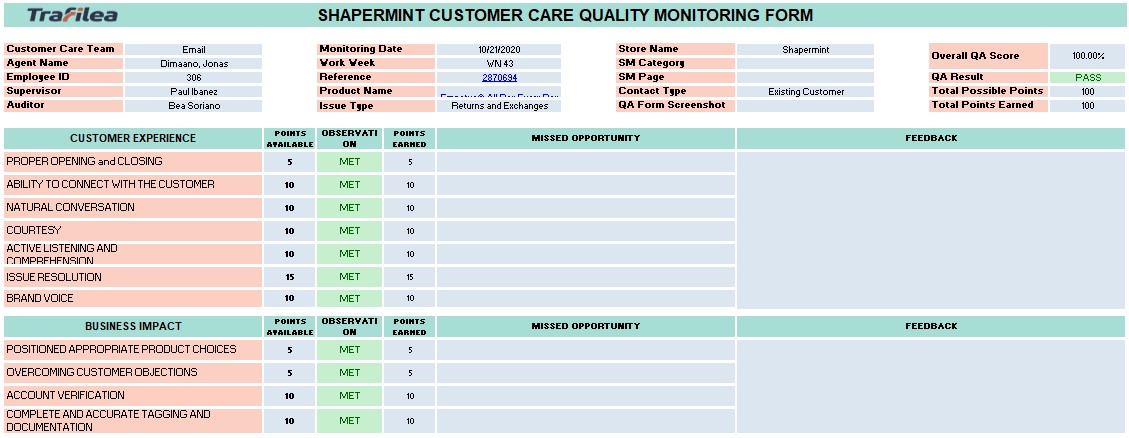 Trafilea
SHAPERMINT CUSTOMER CARE QUALITY MONITORING FORM
Customer Care Team Email
Agent Name Dimaano, Jonas
Employee ID 306
Supervisor Paul Ibanez
Auditor Bea Soriano
Monitoring Date 10/21/2020
Work Week WN 43
Reference 2870694
Product Name
Issue Type Returns and Exchanges
Store Name Shapermint
SM Category
SM Page
Contact Type Existing Customer
QA Form Screenshot
Overall QA Score 100.00%
QA Result PASS
Total Possible Points 100
Total Points Earned 100
CUSTOMER EXPERIENCE POINTS AVAILABLE OBSERVATION POINTS EARNED MISSED OPPORTUNITY FEEDBACK
PROPER OPENING and CLOSING 5 MET 5
ABILITY TO CONNECT WITH THE CUSTOMER 10 MET 10
NATURAL CONVERSATION 10 MET 10
COURTESY 10 MET 10
ACTIVE LISTENING AND
COMPREHENSION 10 MET 10
ISSUE RESOLUTION 15 MET 15
BRAND VOICE 10 MET 10
BUSINESS IMPACT POINTS AVAILABLE OBSERVATION POINTS EARNED MISSED OPPORTUNITY FEEDBACK
POSITIONED APPROPRIATE PRODUCT CHOICES 5 MET 5
OVERCOMING CUSTOMER OBJECTIONS 5 MET 5
ACCOUNT VERIFICATION 10 MET 10
COMPLETE AND ACCURATE TAGGING AND
DOCUMENTATION 10 MET 10